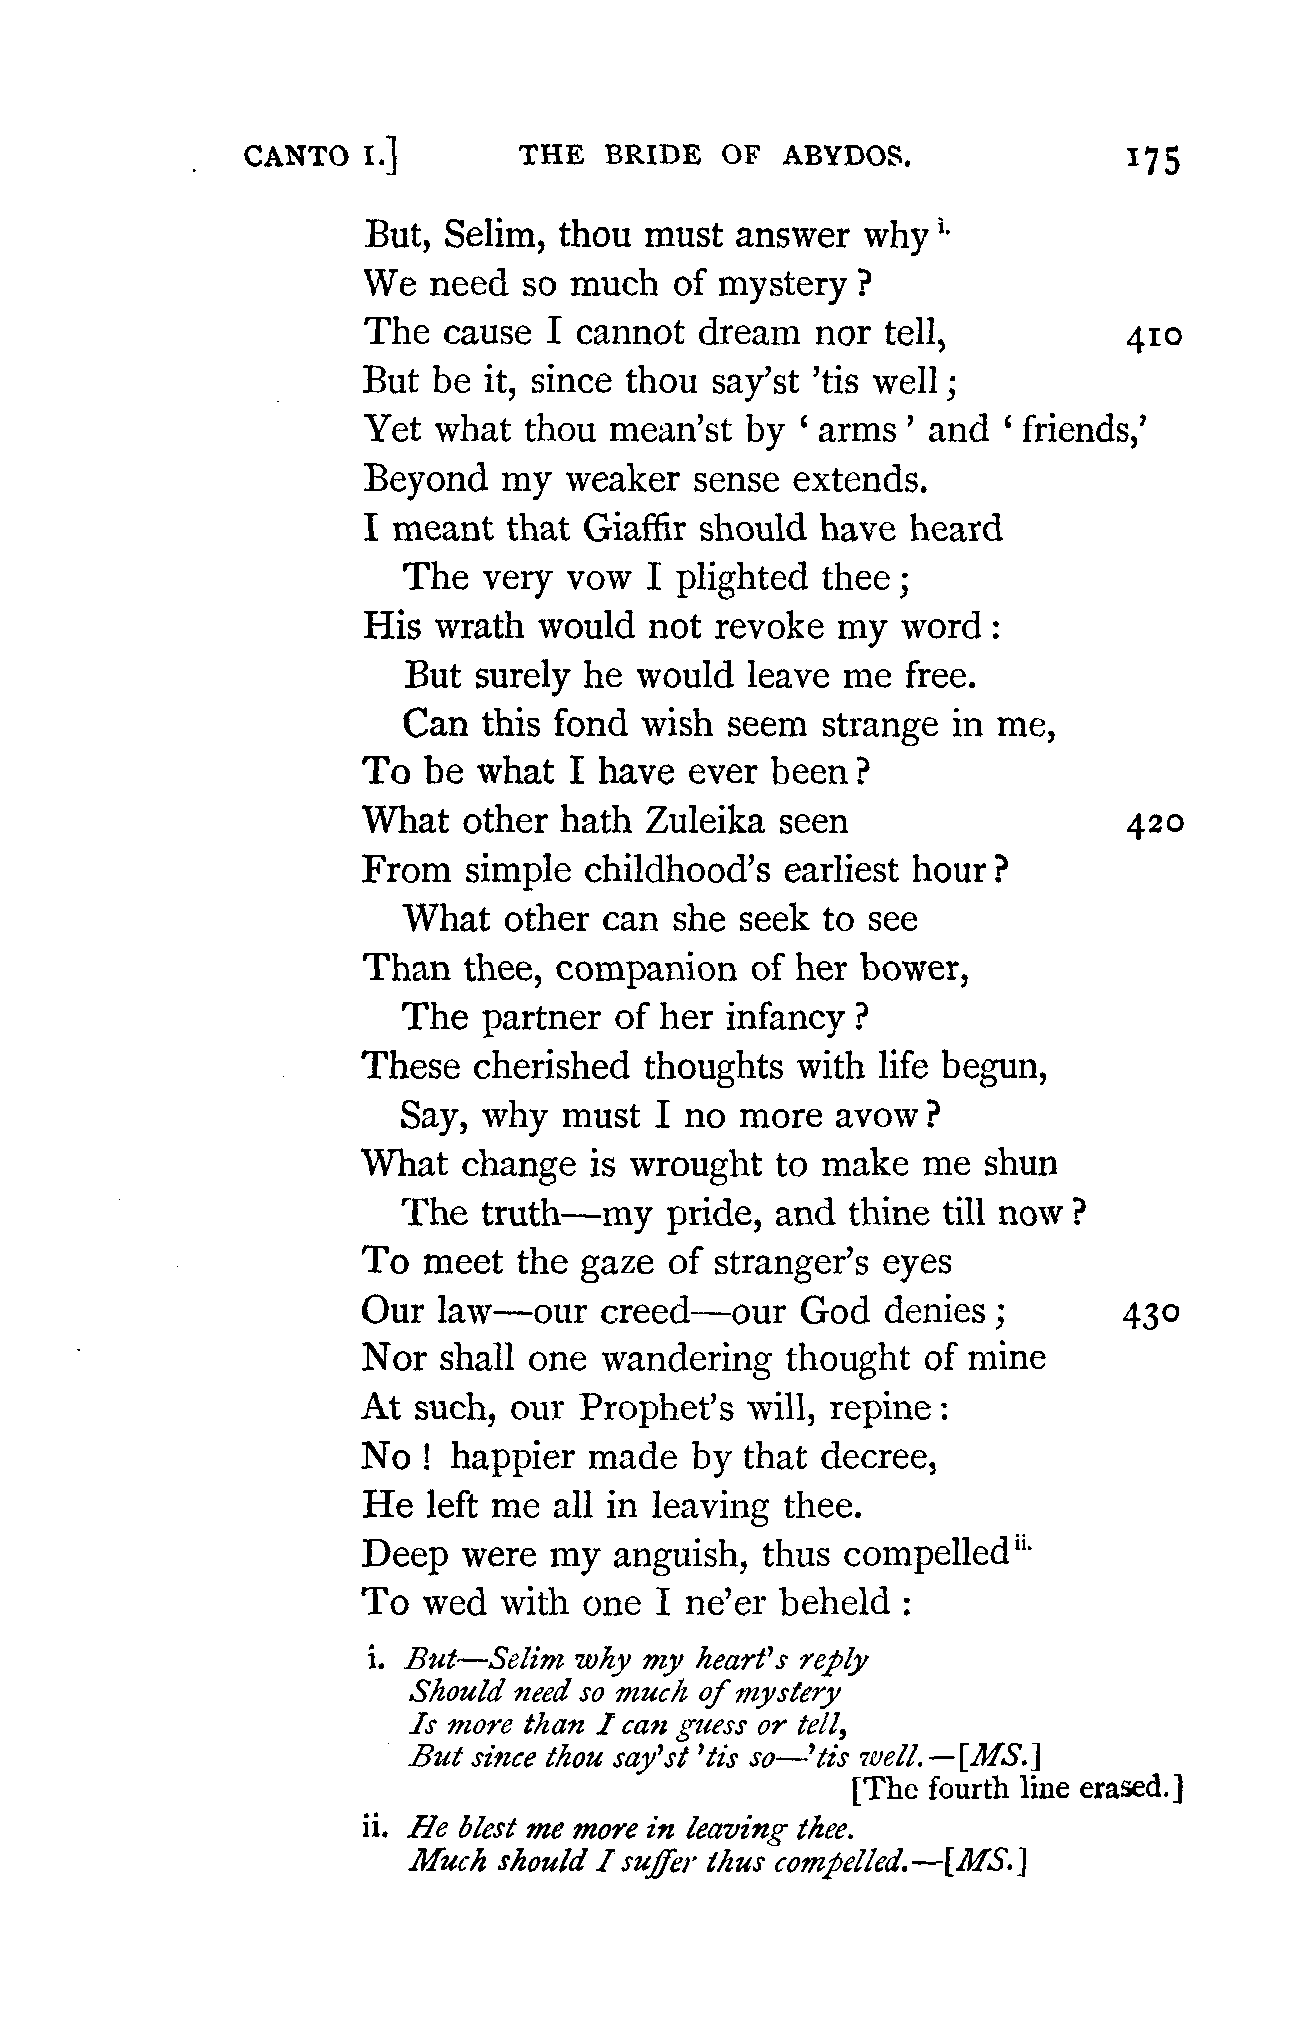 CANTO I.] THE BRIDE OF ABYDOS. 175
But, Selim, thou must answer why i.
We need so much of mystery ?
The cause I cannot dream nor tell, 410
But be it, since thou say'st 'tis well ;
Yet what thou mean'st by ‘ arms ’ and ‘ friends,’
Beyond my weaker sense extends.
I meant that Giaffir should have heard
The very vow I plighted thee ;
His wrath would not revoke my word :
But surely he would leave me free.
Can this fond wish seem strange in me,
To be what I have ever been ?
What other hath Zuleika seen 420
From simple childhood's earliest hour ?
What other can she seek to see
Than thee, companion of her bower,
The partner of her infancy ?
These cherished thoughts with life begun,
Say, why must I no more avow ?
What change is wrought to make me shun
The truth—my pride, and thine till now ?
To meet the gaze of stranger's eyes
Our law—our creed—our God denies ; 430
Nor shall one wandering thought of mine
At such, our Prophet's will, repine :
No ! happier made by that decree,
He left me all in leaving thee.
Deep were my anguish, thus compelled ii.
To wed with one I ne'er beheld :
i. But—Selim why my heart's reply
Should need so much of mystery
Is more than I can guess or tell,
But since thou say'st 'tis so—'tis well.—[MS.]
[The fourth line erased.]
ii. He blest me more in leaving thee.
Much should I suffer thus compelled.—[MS.]